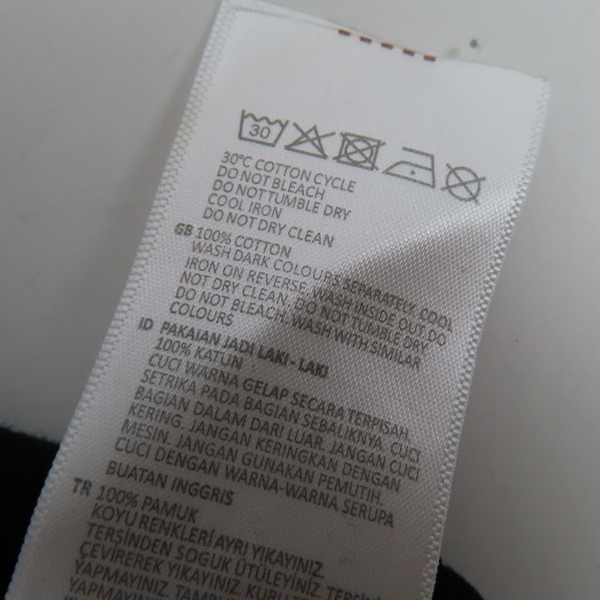 30
30°C COTTON CYCLE
DO NOT BLEACH
DO NOT TUMBLE DRY
COOL IRON
DO NOT DRY CLEAN
GB 100% COTTON
WASH DARK COLOURS SEPARATELY COOL
IRON ON REVERSE. WASH INSIDE OUT. DO
NOT DRY CLEAN. DO NOT TUMBLE DRY.
DO NOT BLEACH. WASH WITH SIMILAR
COLOURS
ID PAKAIAN JADI LAKI - LAKI
100% KATUN
CUCI WARNA GELAP SECARA TERPISAH.
SETRIKA PADA BAGIAN SEBALIKNYA. CUCI
BAGIAN DALAM DARI LUAR. JANGAN CUCI
KERING. JANGAN KERINGKAN DENGAN
MESIN. JANGAN GUNAKAN PEMUTIH.
CUCI DENGAN WARNA-WARNA SERUPA
BUATAN INGGRIS
TR 100% PAMUK
KOYU RENKLERİ AYRI YIKAYINIZ.
TERSİNDEN SOĞUK ÜTÜLEYİNİZ. TERSİNİ
ÇEVİREREK YIKAYINIZ. KURU
YAPMAYINIZ.